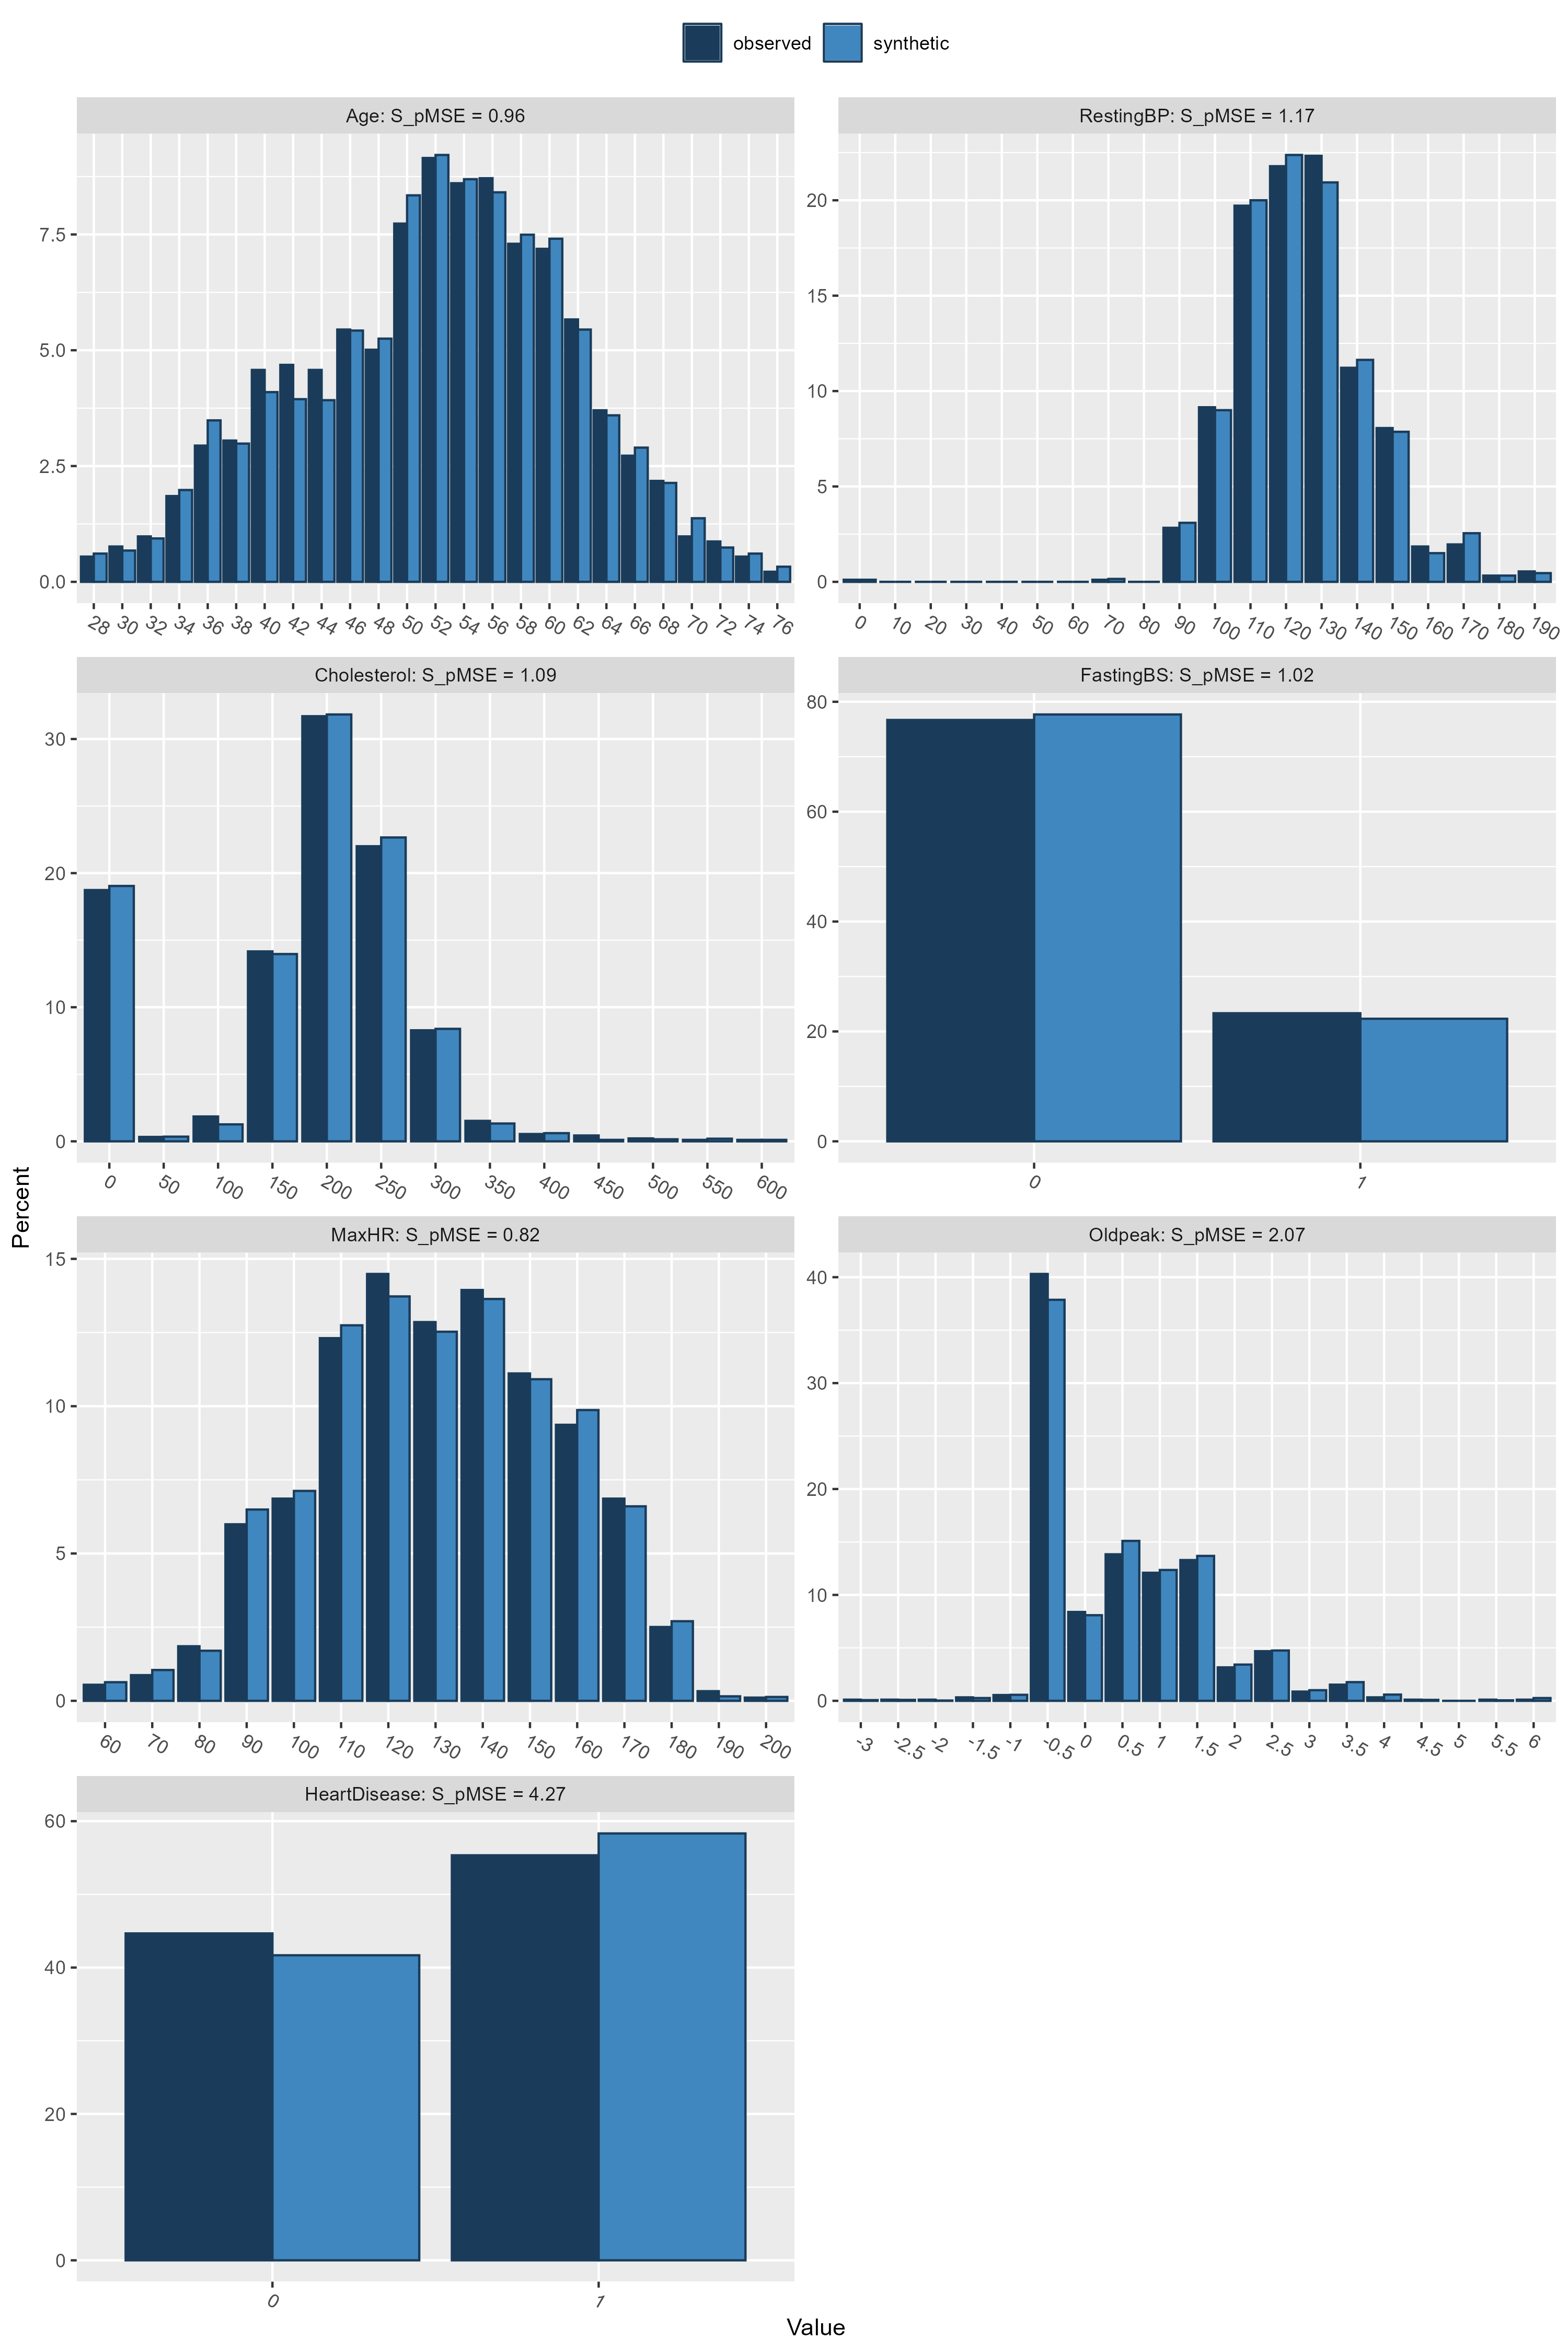 observed synthetic
Age: S_pMSE = 0.96
7.5
5.0
2.5
0.0
28 30 32 34 36 38 40 42 44 46 48 50 52 54 56 58 60 62 64 66 68 70 72 74 76
RestingBP: S_pMSE = 1.17
20
15
10
5
0
0 10 20 30 40 50 60 70 80 90 100 110 120 130 140 150 160 170 180 190
Cholesterol: S_pMSE = 1.09
30
20
10
0
0 50 100 150 200 250 300 350 400 450 500 550 600
FastingBS: S_pMSE = 1.02
80
60
40
20
0
0 1
Percent
MaxHR: S_pMSE = 0.82
15
10
5
0
60 70 80 90 100 110 120 130 140 150 160 170 180 190 200
Oldpeak: S_pMSE = 2.07
40
30
20
10
0
-3 -2.5 -2 -1.5 -1 -0.5 0 0.5 1 1.5 2 2.5 3 3.5 4 4.5 5 5.5 6
HeartDisease: S_pMSE = 4.27
60
40
20
0
0 1
Value